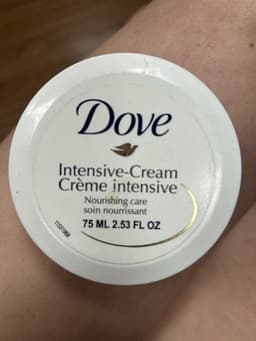 Dove
Intensive-Cream
Crème intensive
Nourishing care
soin nourrissant
75 ML 2.53 FL OZ